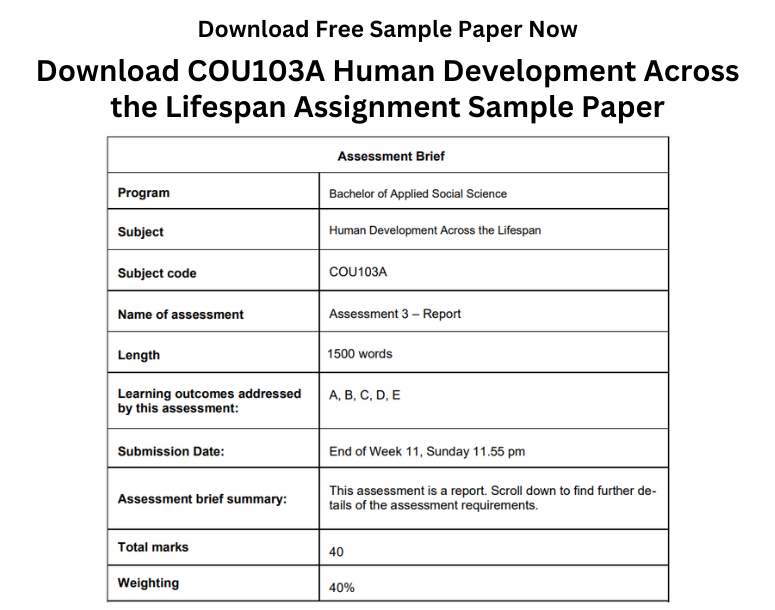 Download Free Sample Paper Now
Download COU103A Human Development Across
the Lifespan Assignment Sample Paper
Assessment Brief
Program Bachelor of Applied Social Science
Subject Human Development Across the Lifespan
Subject code COU103A
Name of assessment Assessment 3 – Report
Length 1500 words
Learning outcomes addressed A, B, C, D, E
by this assessment:
Submission Date: End of Week 11, Sunday 11.55 pm
Assessment brief summary: This assessment is a report. Scroll down to find further de-
tails of the assessment requirements.
Total marks 40
Weighting 40%